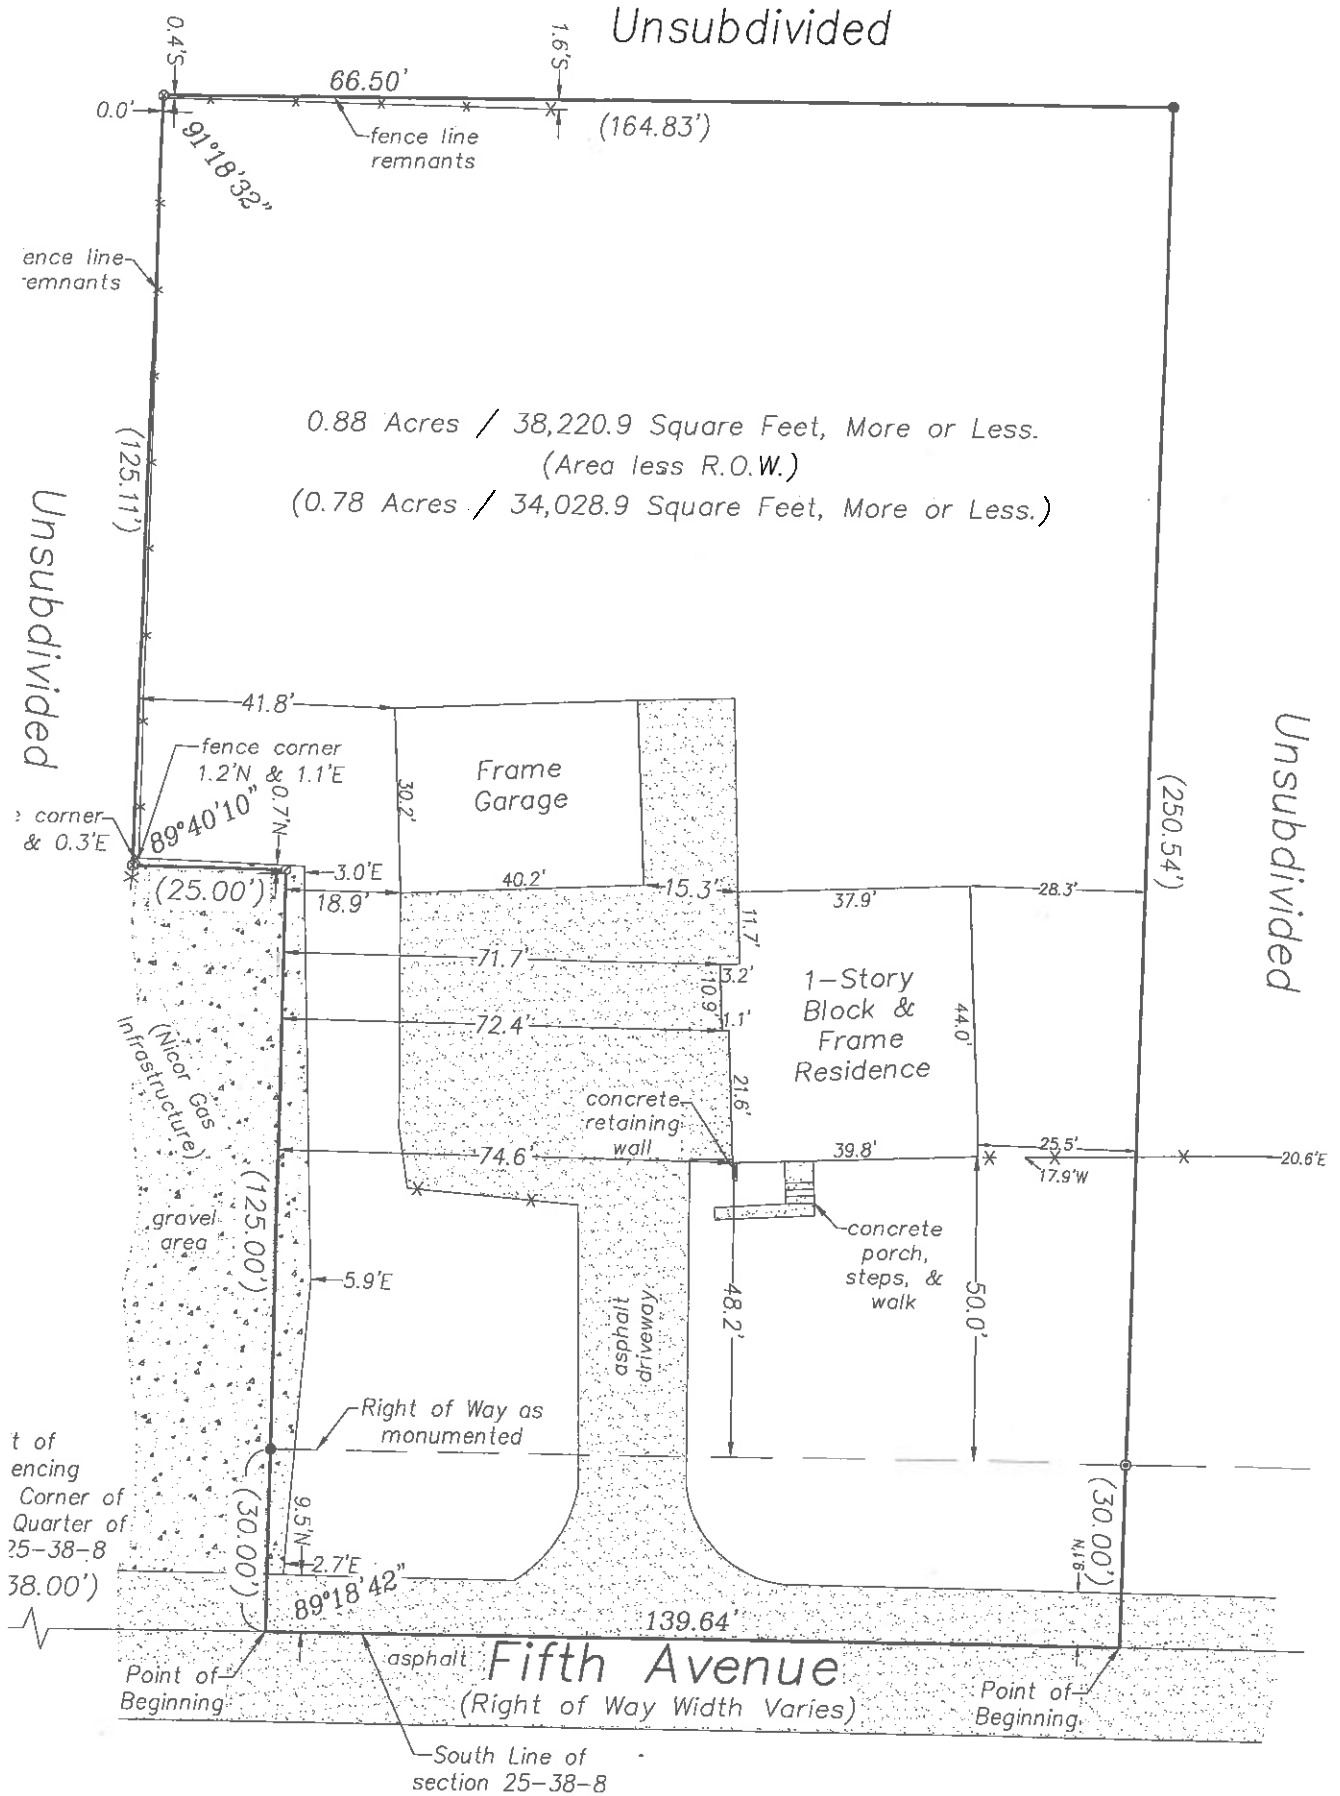 Unsubdivided
0.4'S
1.6'S
66.50'
0.0'
(164.83')
fence line
remnants
91°18'32"
ence line
emnants
(125.11')
0.88 Acres / 38,220.9 Square Feet, More or Less.
(Area less R.O.W.)
(0.78 Acres / 34,028.9 Square Feet, More or Less.)
Unsubdivided
Unsubdivided
(250.54')
41.8'
fence corner
1.2'N & 1.1'E
Frame
Garage
30.2'
0.7'N
corner
& 0.3'E
89°40'10"
3.0'E
(25.00')
18.9'
40.2'
15.3'
37.9'
28.3'
11.7'
71.7'
3.2'
10.9'
1-Story
Block &
Frame
Residence
44.0'
72.4'
1.1'
21.6'
(Nicor Gas
Infrastructure)
concrete
retaining
wall
74.6'
39.8'
25.5'
17.9'W
20.6'E
(125.00')
gravel
area
5.9'E
concrete
porch,
steps, &
walk
48.2'
50.0'
asphalt
driveway
Right of Way as
monumented
t of
encing
Corner of
Quarter of
25-38-8
38.00')
(30.00')
9.5'N
2.7'E
89°18'42"
(30.00')
9.1'N
139.64'
asphalt
Fifth Avenue
(Right of Way Width Varies)
Point of
Beginning
Point of
Beginning
South Line of
section 25-38-8